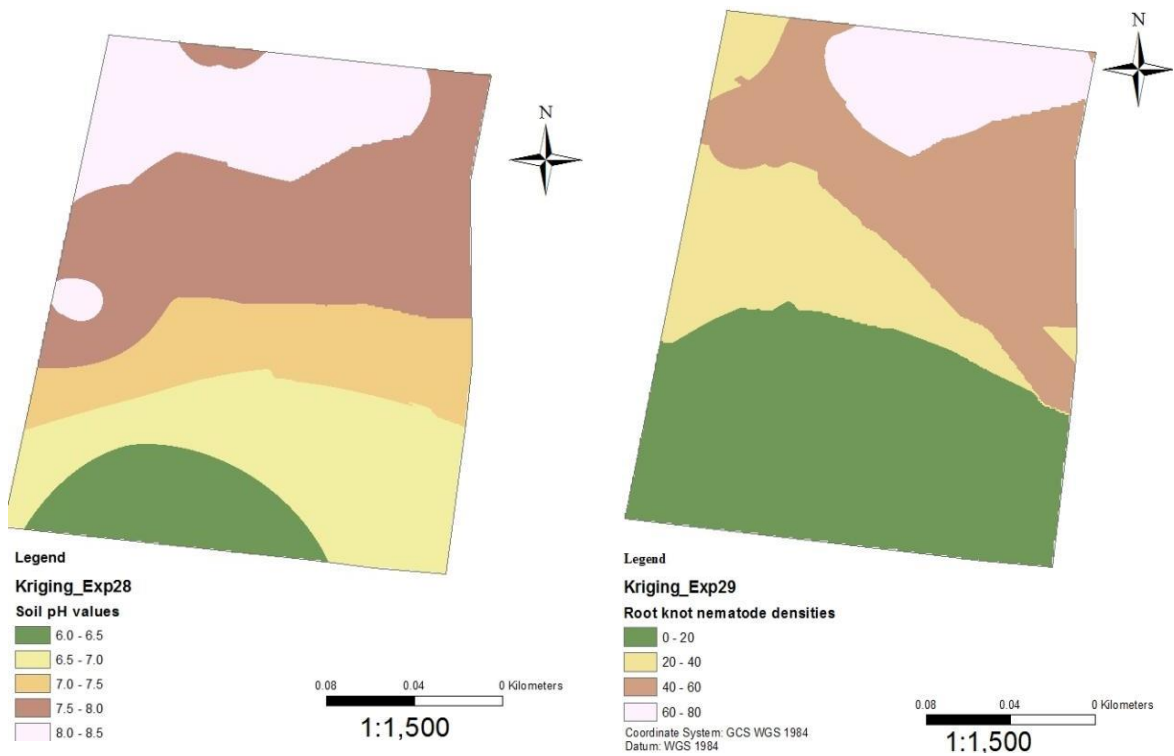 N
Legend
Kriging_Exp28
Soil pH values
6.0 - 6.5
6.5 - 7.0
7.0 - 7.5
7.5 - 8.0
8.0 - 8.5
0.08 0.04 0 Kilometers
1:1,500
N
Legend
Kriging_Exp29
Root knot nematode densities
0 - 20
20 - 40
40 - 60
60 - 80
Coordinate System: GCS WGS 1984
Datum: WGS 1984
0.08 0.04 0 Kilometers
1:1,500